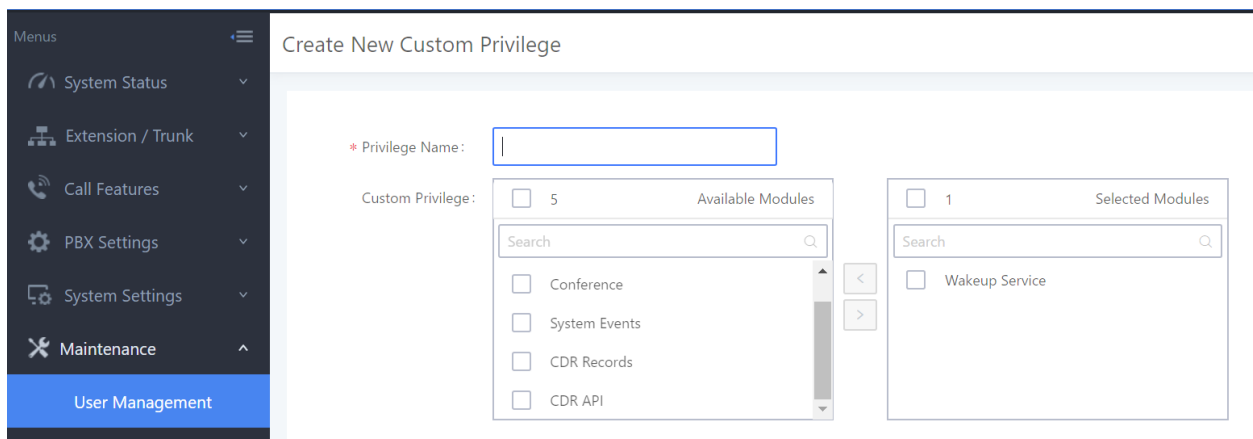 Menus
System Status
Extension / Trunk
Call Features
PBX Settings
System Settings
Maintenance
User Management
Create New Custom Privilege
* Privilege Name :
Custom Privilege :
5 Available Modules
Search
Conference
System Events
CDR Records
CDR API
<
>
1 Selected Modules
Search
Wakeup Service